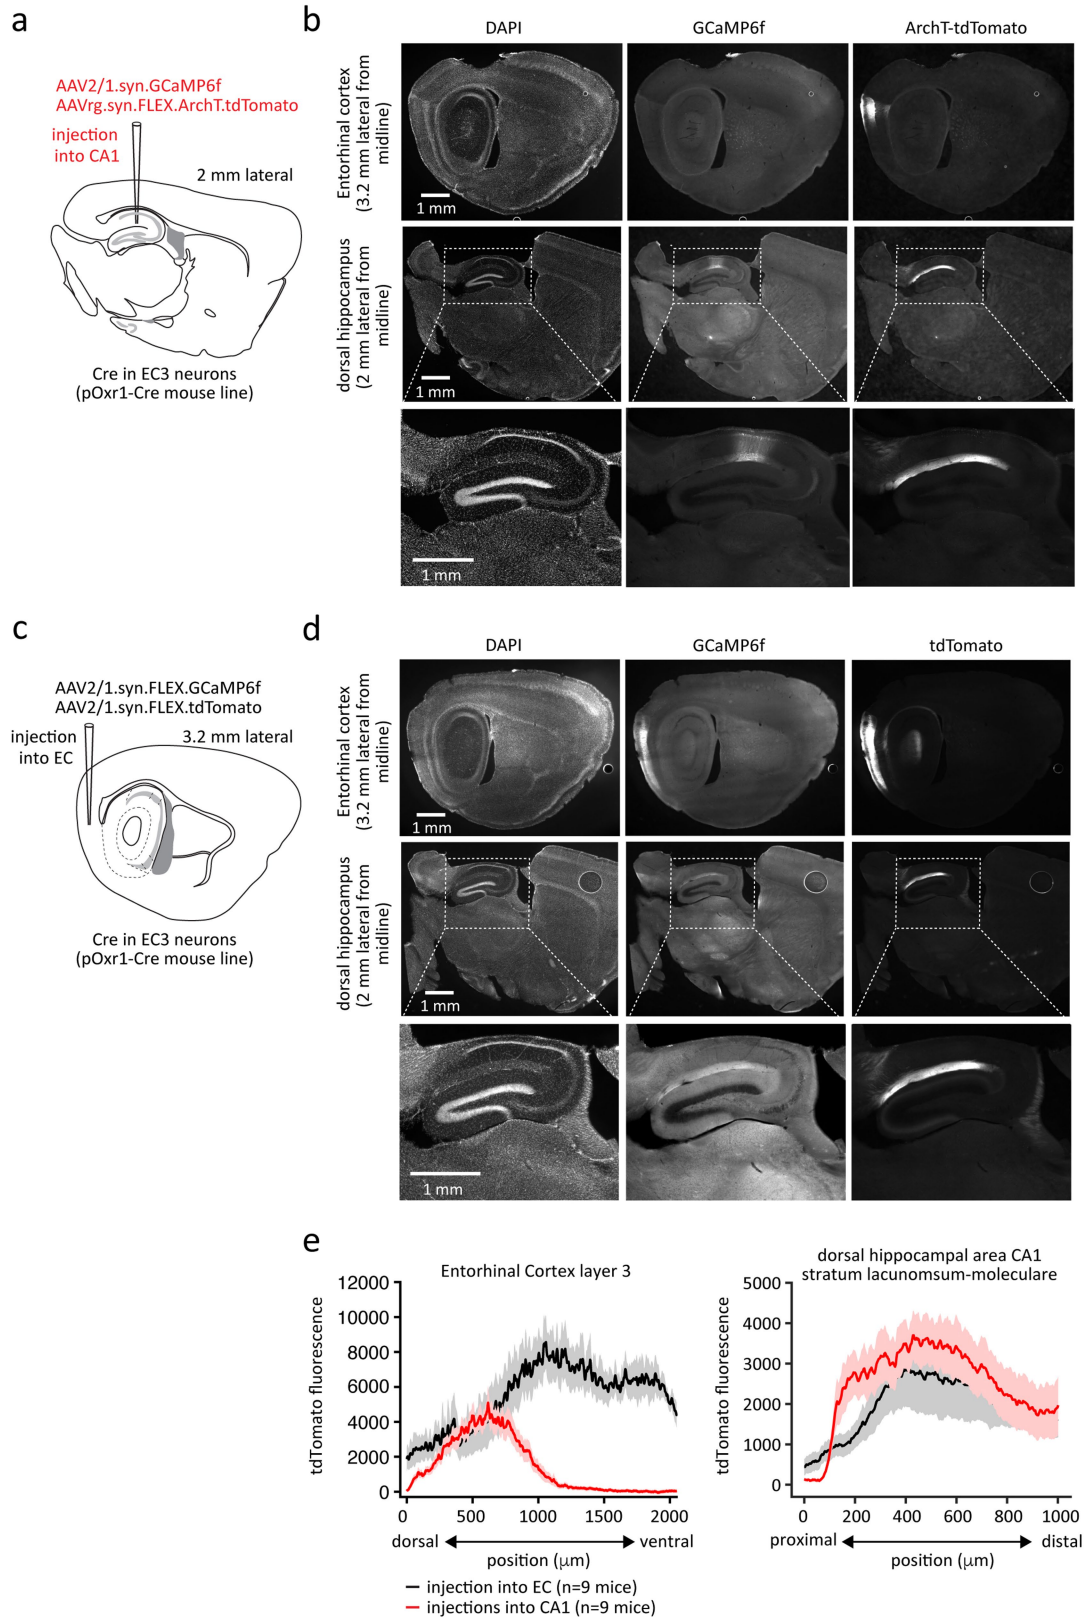 a
AAV2/1.syn.GCaMP6f
AAVrg.syn.FLEX.ArchT.tdTomato
injection
into CA1
2 mm lateral
Cre in EC3 neurons
(pOxr1-Cre mouse line)
b
DAPI
GCaMP6f
ArchT-tdTomato
Entorhinal cortex
(3.2 mm lateral from
midline)
1 mm
dorsal hippocampus
(2 mm lateral from
midline)
1 mm
1 mm
c
AAV2/1.syn.FLEX.GCaMP6f
AAV2/1.syn.FLEX.tdTomato
injection
into EC
3.2 mm lateral
Cre in EC3 neurons
(pOxr1-Cre mouse line)
d
DAPI
GCaMP6f
tdTomato
Entorhinal cortex
(3.2 mm lateral from
midline)
1 mm
dorsal hippocampus
(2 mm lateral from
midline)
1 mm
1 mm
e
Entorhinal Cortex layer 3
tdTomato fluorescence
12000
10000
8000
6000
4000
2000
0
0 500 1000 1500 2000
dorsal ventral
position (µm)
dorsal hippocampal area CA1
stratum lacunomsum-moleculare
tdTomato fluorescence
5000
4000
3000
2000
1000
0
0 200 400 600 800 1000
proximal distal
position (µm)
injection into EC (n=9 mice)
injections into CA1 (n=9 mice)